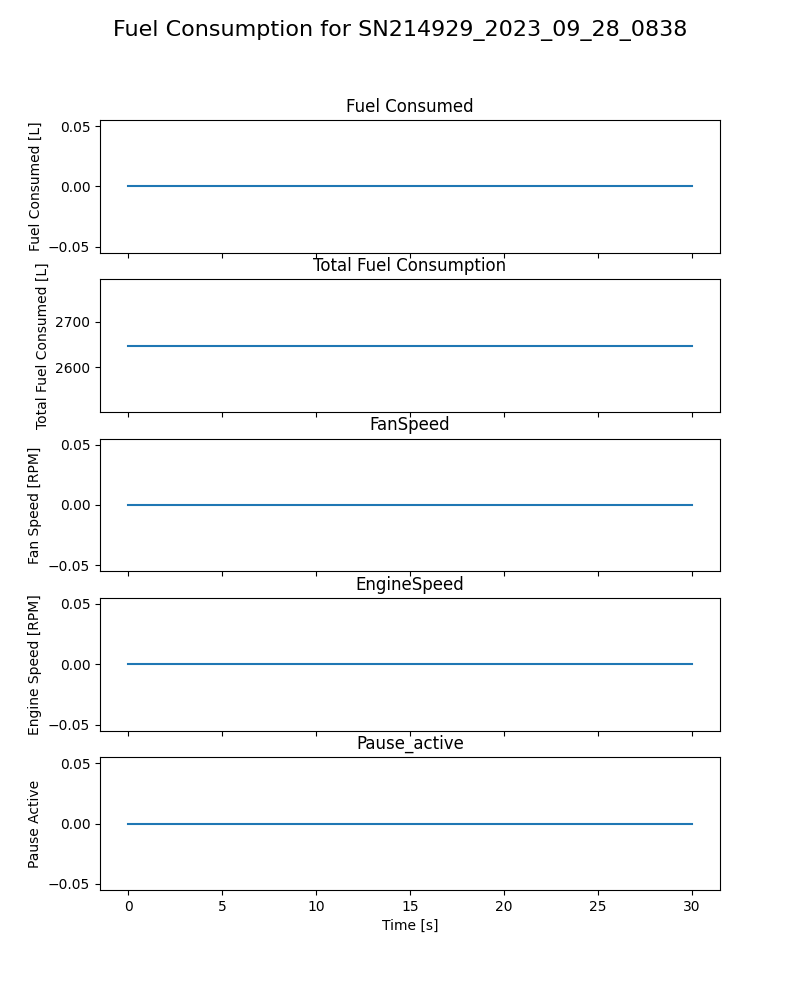 Fuel Consumption for SN214929_2023_09_28_0838
Fuel Consumed
Fuel Consumed [L]
0.05
0.00
−0.05
Total Fuel Consumption
Total Fuel Consumed [L]
2700
2600
FanSpeed
Fan Speed [RPM]
0.05
0.00
−0.05
EngineSpeed
Engine Speed [RPM]
0.05
0.00
−0.05
Pause_active
Pause Active
0.05
0.00
−0.05
0 5 10 15 20 25 30
Time [s]